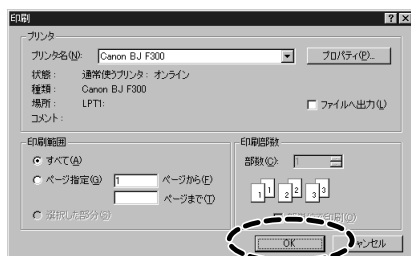 印刷
プリンタ
プリンタ名(N): Canon BJ F300 プロパティ(P)...
状態: 通常使うプリンタ: オンライン
種類: Canon BJ F300
場所: LPT1: ファイルへ出力(L)
コメント:
印刷範囲
すべて(A)
ページ指定(G) 1 ページから(F)
ページまで(T)
選択した部分(S)
印刷部数
部数(C): 1
1 1 2 2 3 3
OK